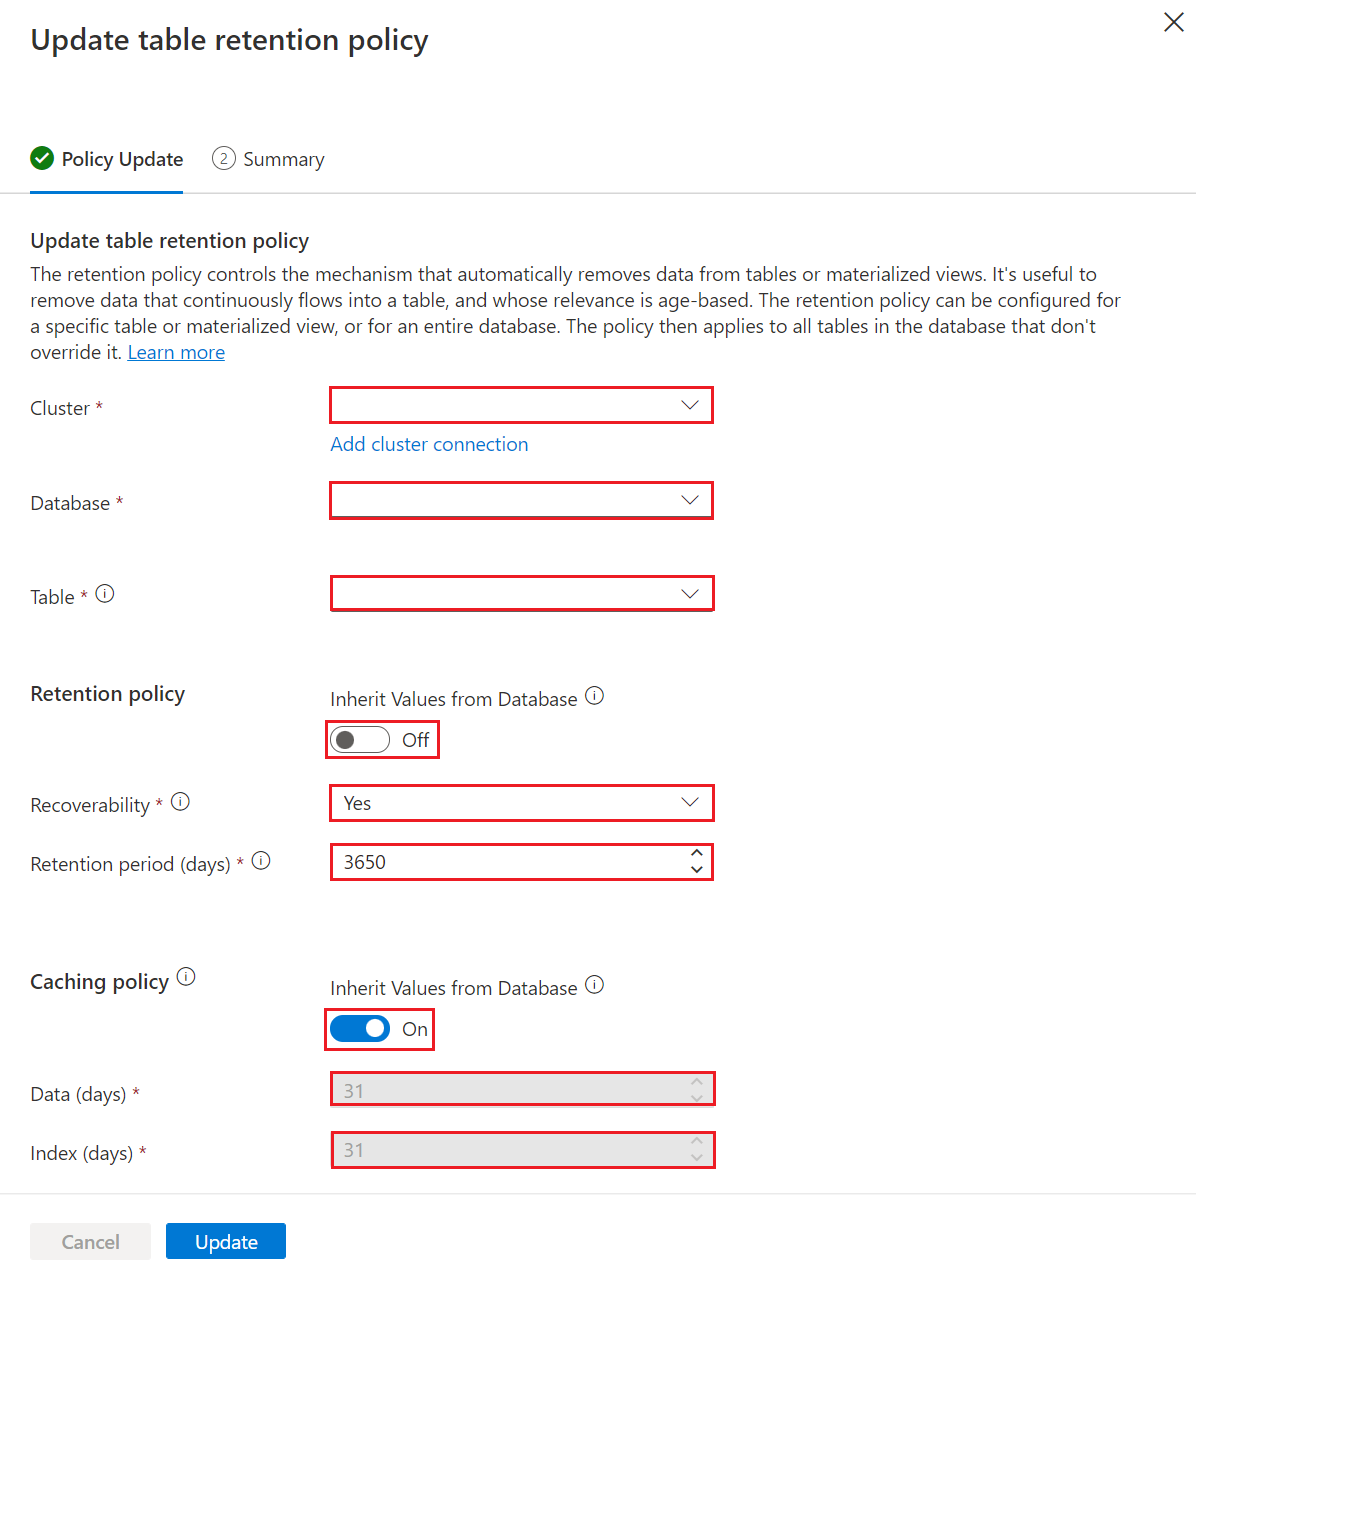 Update table retention policy
Policy Update
2 Summary
Update table retention policy
The retention policy controls the mechanism that automatically removes data from tables or materialized views. It's useful to
remove data that continuously flows into a table, and whose relevance is age-based. The retention policy can be configured for
a specific table or materialized view, or for an entire database. The policy then applies to all tables in the database that don't
override it. Learn more
Cluster *
Add cluster connection
Database *
Table *
Retention policy
Inherit Values from Database
Off
Recoverability *
Yes
Retention period (days) *
3650
Caching policy
Inherit Values from Database
On
Data (days) *
31
Index (days) *
31
Cancel
Update